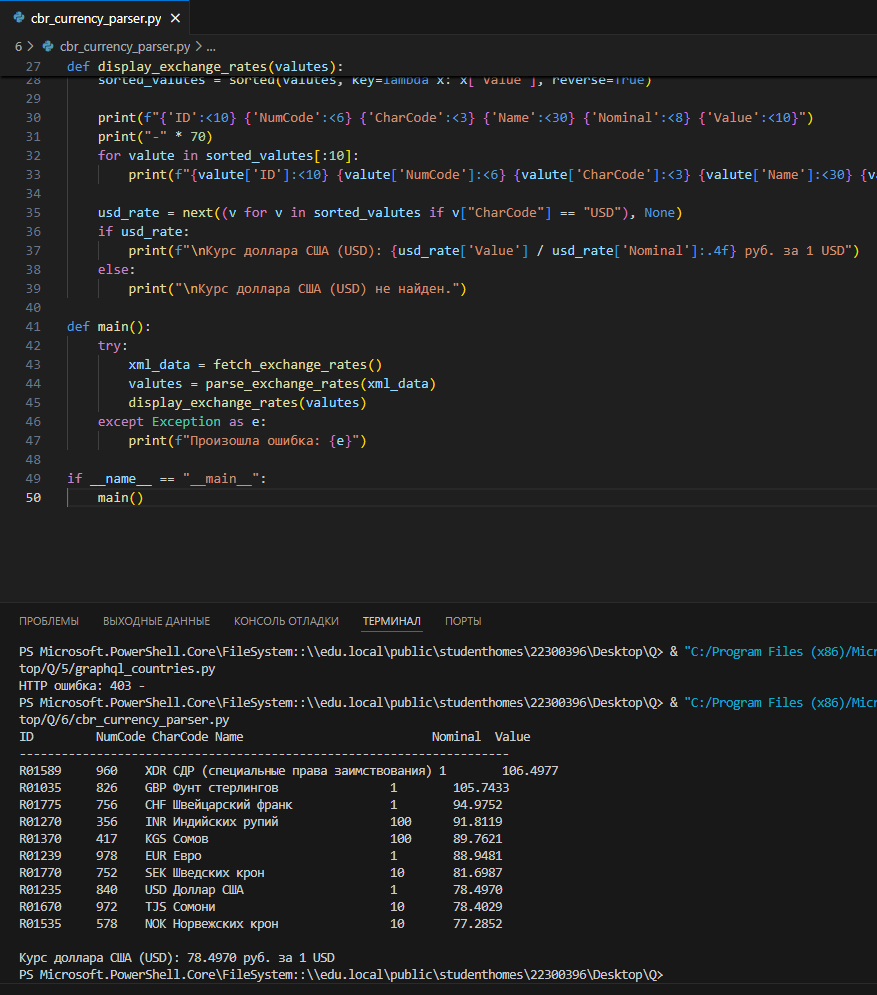 cbr_currency_parser.py ×
6 > cbr_currency_parser.py > ...
27 def display_exchange_rates(valutes):
28 sorted_valutes = sorted(valutes, key=lambda x: x["Value"], reverse=True)
29
30 print(f"{'ID':<10} {'NumCode':<6} {'CharCode':<3} {'Name':<30} {'Nominal':<8} {'Value':<10}")
31 print("-" * 70)
32 for valute in sorted_valutes[:10]:
33 print(f"{valute['ID']:<10} {valute['NumCode']:<6} {valute['CharCode']:<3} {valute['Name']:<30} {va
34
35 usd_rate = next((v for v in sorted_valutes if v["CharCode"] == "USD"), None)
36 if usd_rate:
37 print(f"\nКурс доллара США (USD): {usd_rate['Value'] / usd_rate['Nominal']:.4f} руб. за 1 USD")
38 else:
39 print("\nКурс доллара США (USD) не найден.")
40
41 def main():
42 try:
43 xml_data = fetch_exchange_rates()
44 valutes = parse_exchange_rates(xml_data)
45 display_exchange_rates(valutes)
46 except Exception as e:
47 print(f"Произошла ошибка: {e}")
48
49 if __name__ == "__main__":
50 main()
ПРОБЛЕМЫ ВЫХОДНЫЕ ДАННЫЕ КОНСОЛЬ ОТЛАДКИ ТЕРМИНАЛ ПОРТЫ
PS Microsoft.PowerShell.Core\FileSystem::\\edu.local\public\studenthomes\22300396\Desktop\Q> & "C:/Program Files (x86)/Micr
top/Q/5/graphql_countries.py
HTTP ошибка: 403 -
PS Microsoft.PowerShell.Core\FileSystem::\\edu.local\public\studenthomes\22300396\Desktop\Q> & "C:/Program Files (x86)/Micr
top/Q/6/cbr_currency_parser.py
ID NumCode CharCode Name Nominal Value
----------------------------------------------------------------------
R01589 960 XDR СДР (специальные права заимствования) 1 106.4977
R01035 826 GBP Фунт стерлингов 1 105.7433
R01775 756 CHF Швейцарский франк 1 94.9752
R01270 356 INR Индийских рупий 100 91.8119
R01370 417 KGS Сомов 100 89.7621
R01239 978 EUR Евро 1 88.9481
R01770 752 SEK Шведских крон 10 81.6987
R01235 840 USD Доллар США 1 78.4970
R01670 972 TJS Сомони 10 78.4029
R01535 578 NOK Норвежских крон 10 77.2852
Курс доллара США (USD): 78.4970 руб. за 1 USD
PS Microsoft.PowerShell.Core\FileSystem::\\edu.local\public\studenthomes\22300396\Desktop\Q>